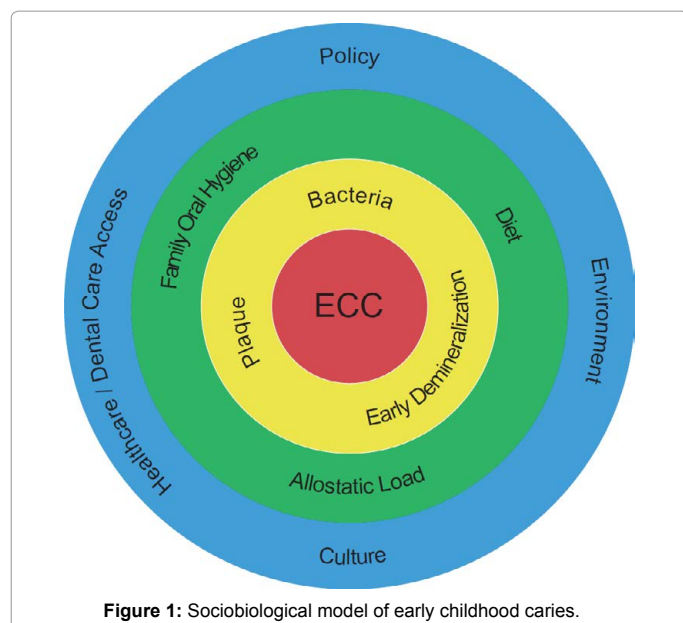 Policy
Healthcare / Dental Care Access
Environment
Culture
Family Oral Hygiene
Diet
Allostatic Load
Bacteria
Plaque
Early Demineralization
ECC
Figure 1: Sociobiological model of early childhood caries.